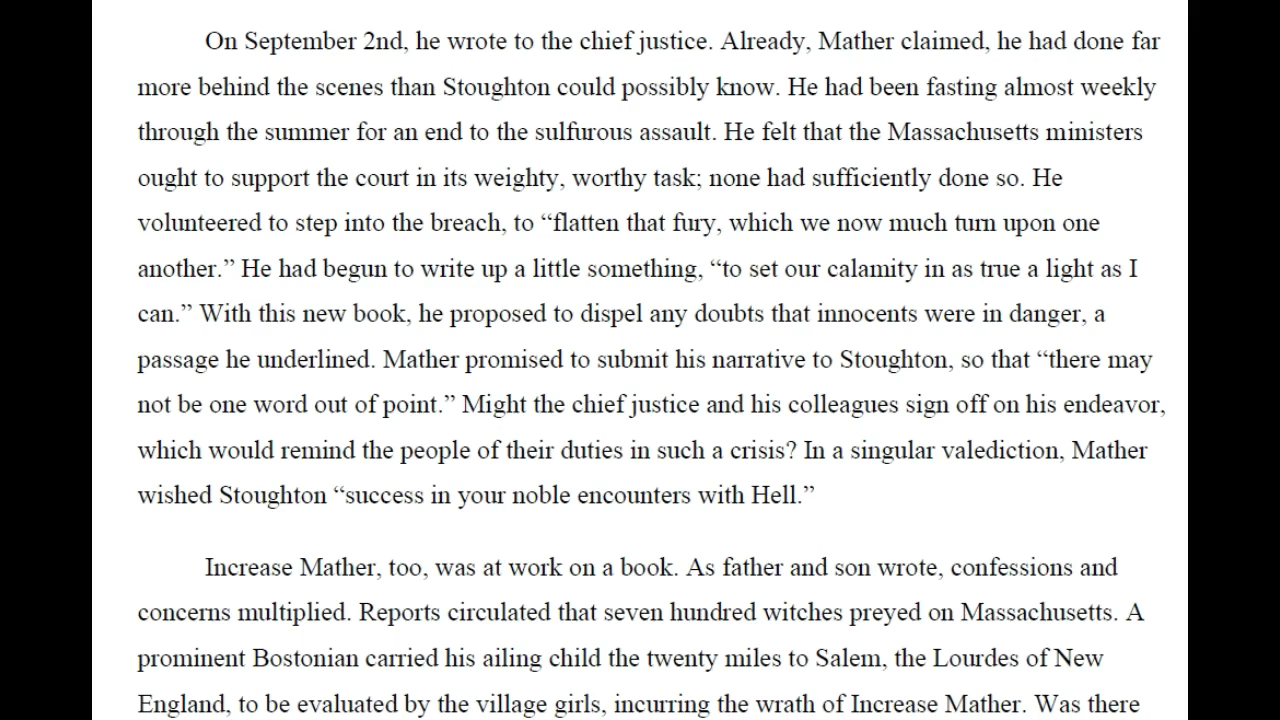 On September 2nd, he wrote to the chief justice. Already, Mather claimed, he had done far
more behind the scenes than Stoughton could possibly know. He had been fasting almost weekly
through the summer for an end to the sulfurous assault. He felt that the Massachusetts ministers
ought to support the court in its weighty, worthy task; none had sufficiently done so. He
volunteered to step into the breach, to “flatten that fury, which we now much turn upon one
another.” He had begun to write up a little something, “to set our calamity in as true a light as I
can.” With this new book, he proposed to dispel any doubts that innocents were in danger, a
passage he underlined. Mather promised to submit his narrative to Stoughton, so that “there may
not be one word out of point.” Might the chief justice and his colleagues sign off on his endeavor,
which would remind the people of their duties in such a crisis? In a singular valediction, Mather
wished Stoughton “success in your noble encounters with Hell.”
Increase Mather, too, was at work on a book. As father and son wrote, confessions and
concerns multiplied. Reports circulated that seven hundred witches preyed on Massachusetts. A
prominent Bostonian carried his ailing child the twenty miles to Salem, the Lourdes of New
England, to be evaluated by the village girls, incurring the wrath of Increase Mather. Was there